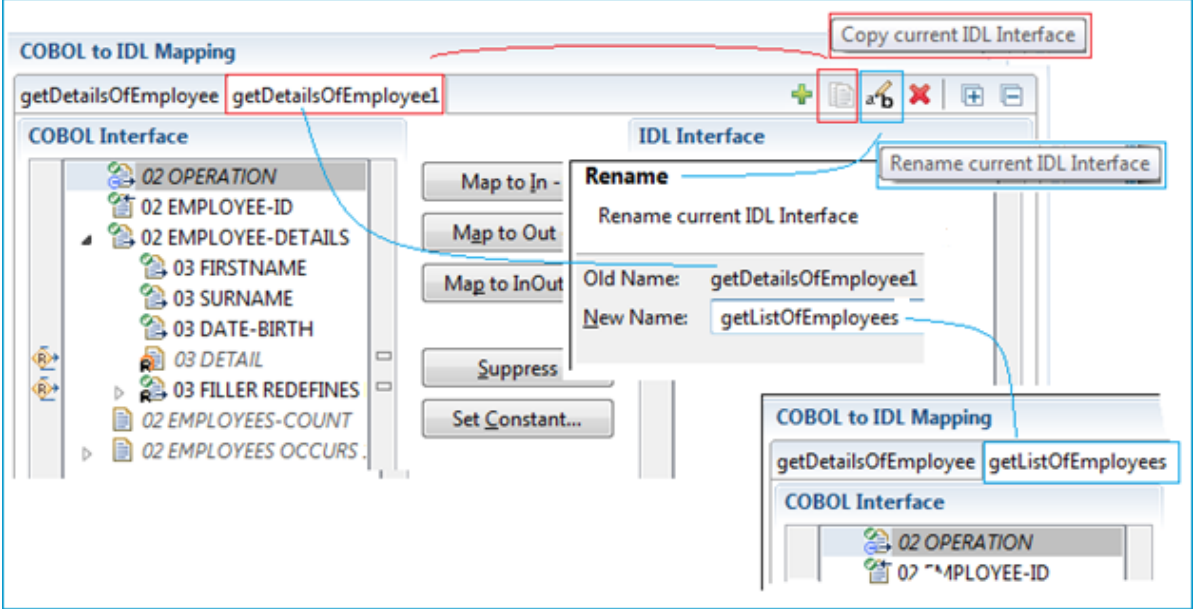 Copy current IDL Interface
COBOL to IDL Mapping
getDetailsOfEmployee getDetailsOfEmployee1
COBOL Interface
IDL Interface
Rename current IDL Interface
02 OPERATION
02 EMPLOYEE-ID
02 EMPLOYEE-DETAILS
03 FIRSTNAME
03 SURNAME
03 DATE-BIRTH
03 DETAIL
03 FILLER REDEFINES
02 EMPLOYEES-COUNT
02 EMPLOYEES OCCURS .
Map to In -
Map to Out
Map to InOut
Suppress
Set Constant...
Rename
Rename current IDL Interface
Old Name: getDetailsOfEmployee1
New Name: getListOfEmployees
COBOL to IDL Mapping
getDetailsOfEmployee getListOfEmployees
COBOL Interface
02 OPERATION
02 EMPLOYEE-ID